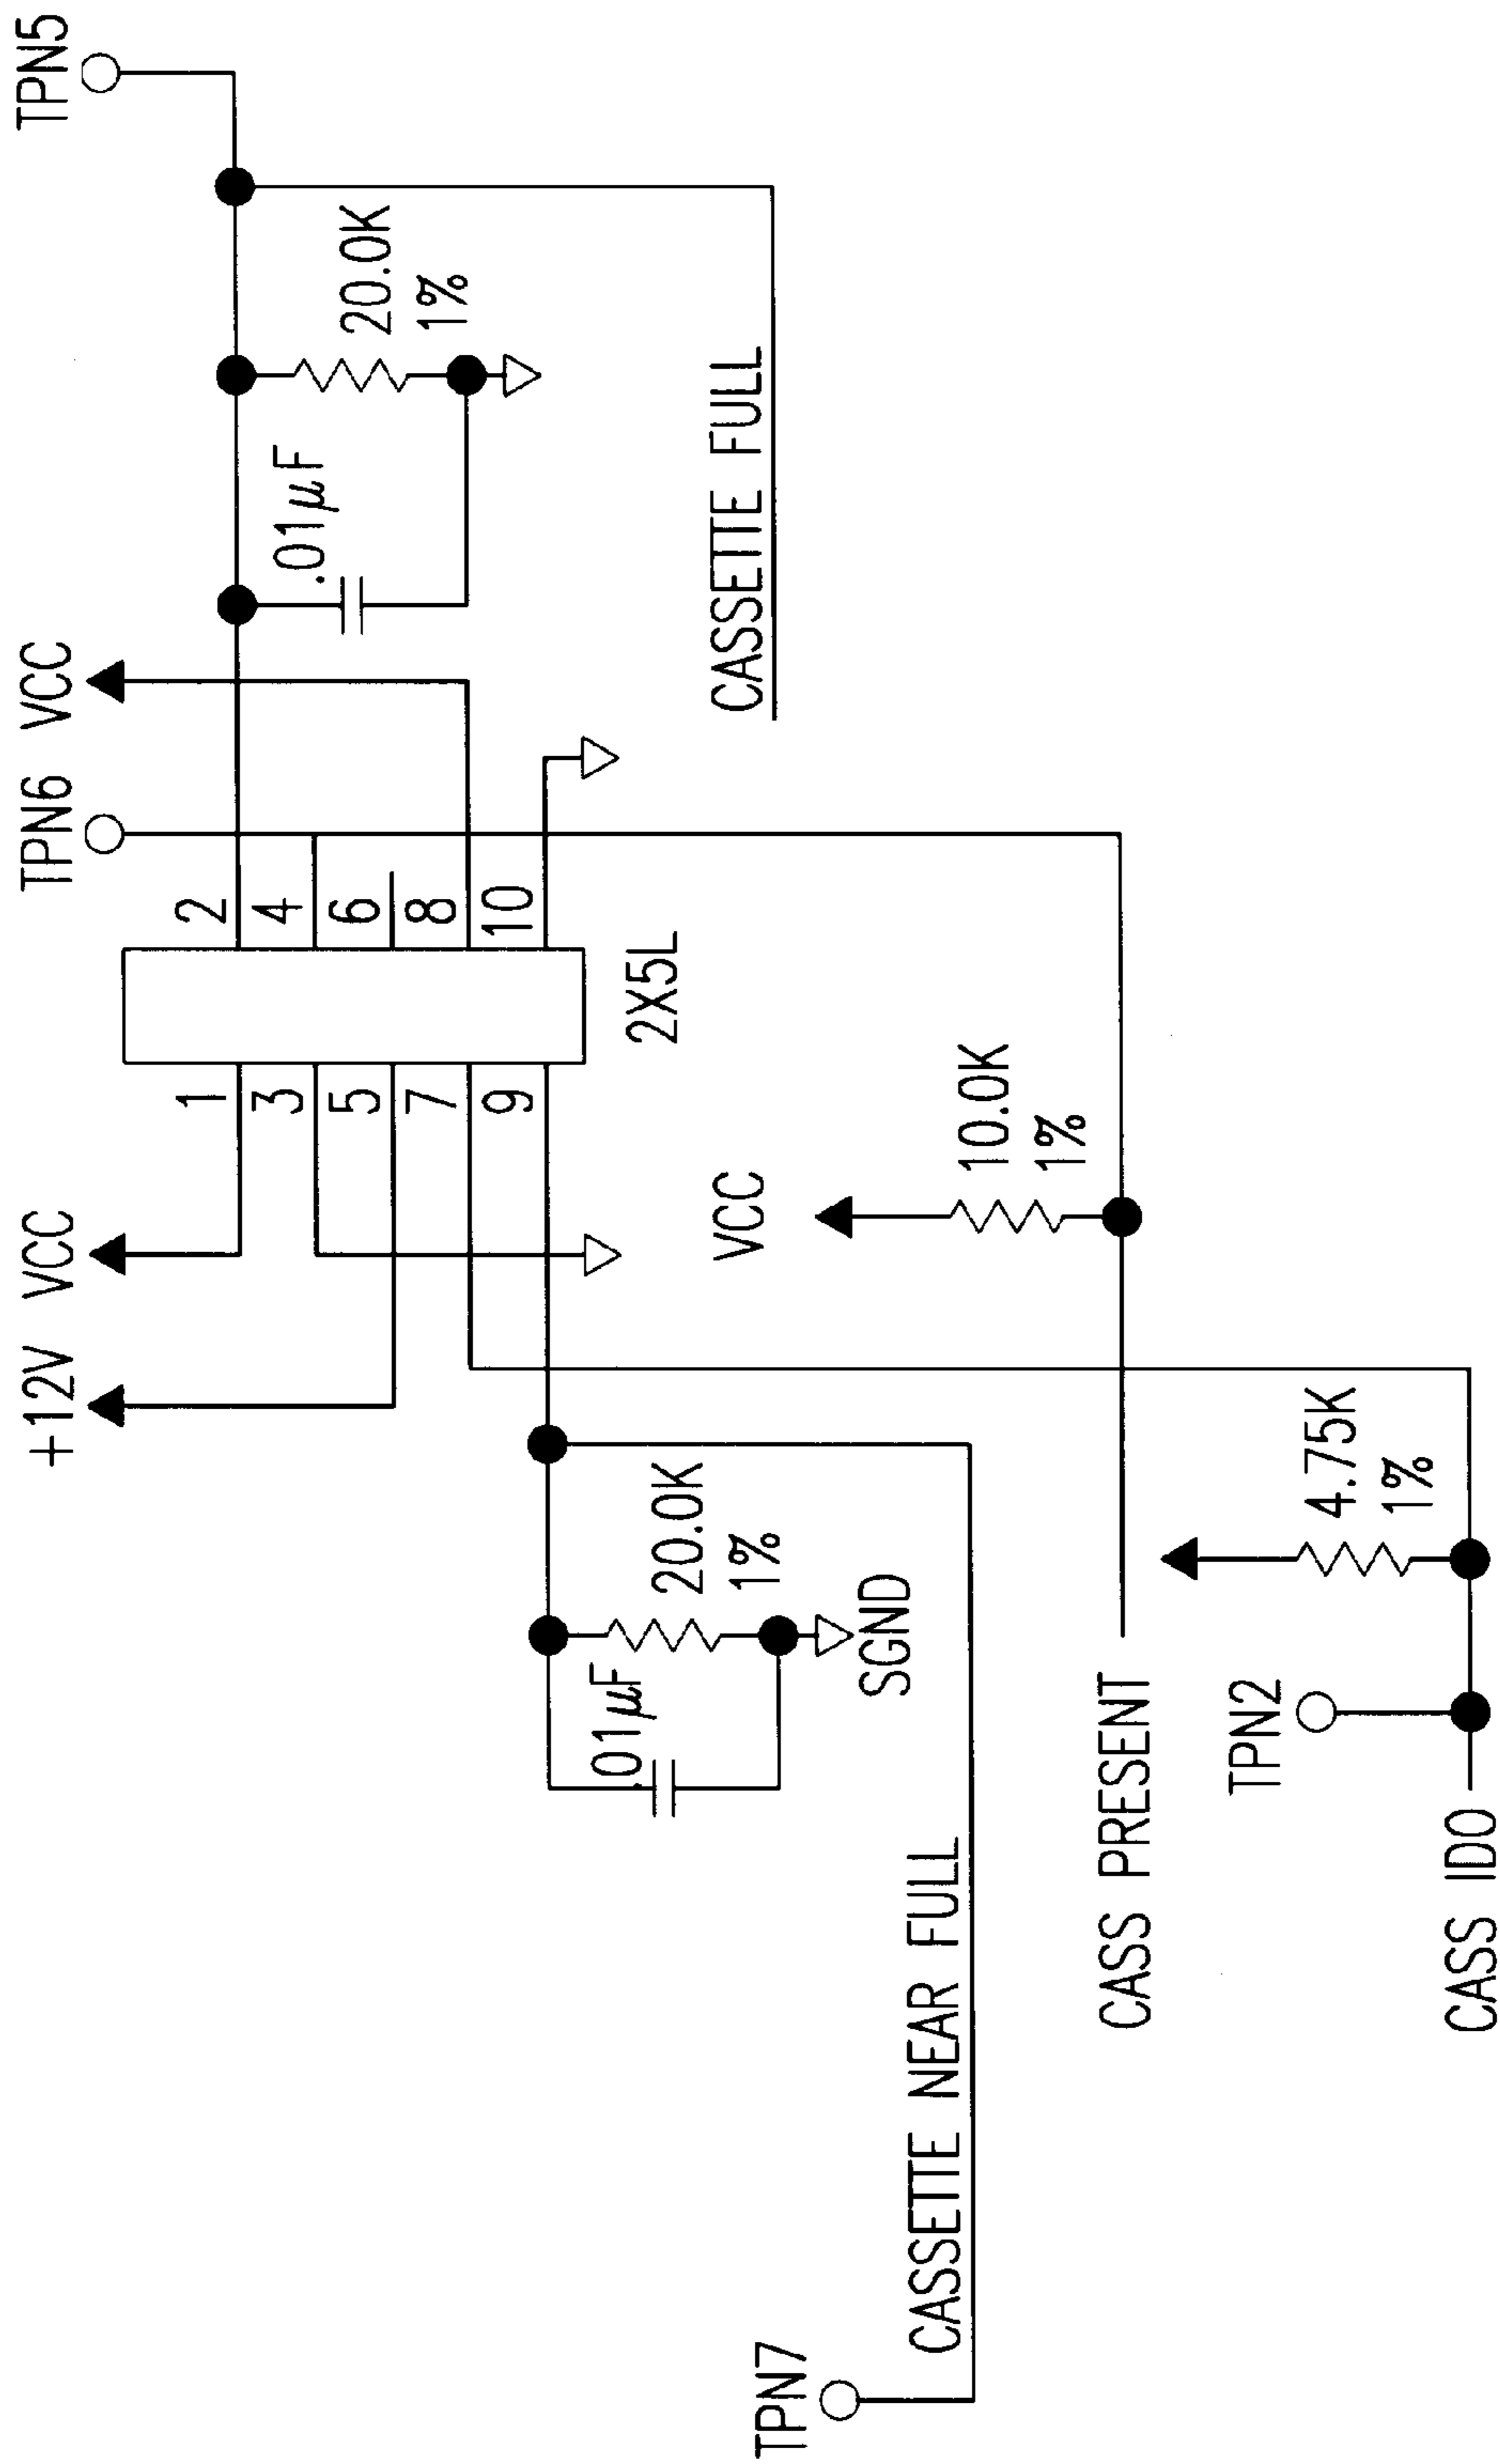 TPN5
TPN6 VCC
+12V VCC
20.0K
1%
.01µF
2
4
6
8
10
1
3
5
7
9
2X5L
CASSETTE FULL
20.0K
1%
.01µF
SGND
VCC
10.0K
1%
TPN7
CASSETTE NEAR FULL
CASS PRESENT
4.75K
1%
TPN2
CASS ID0